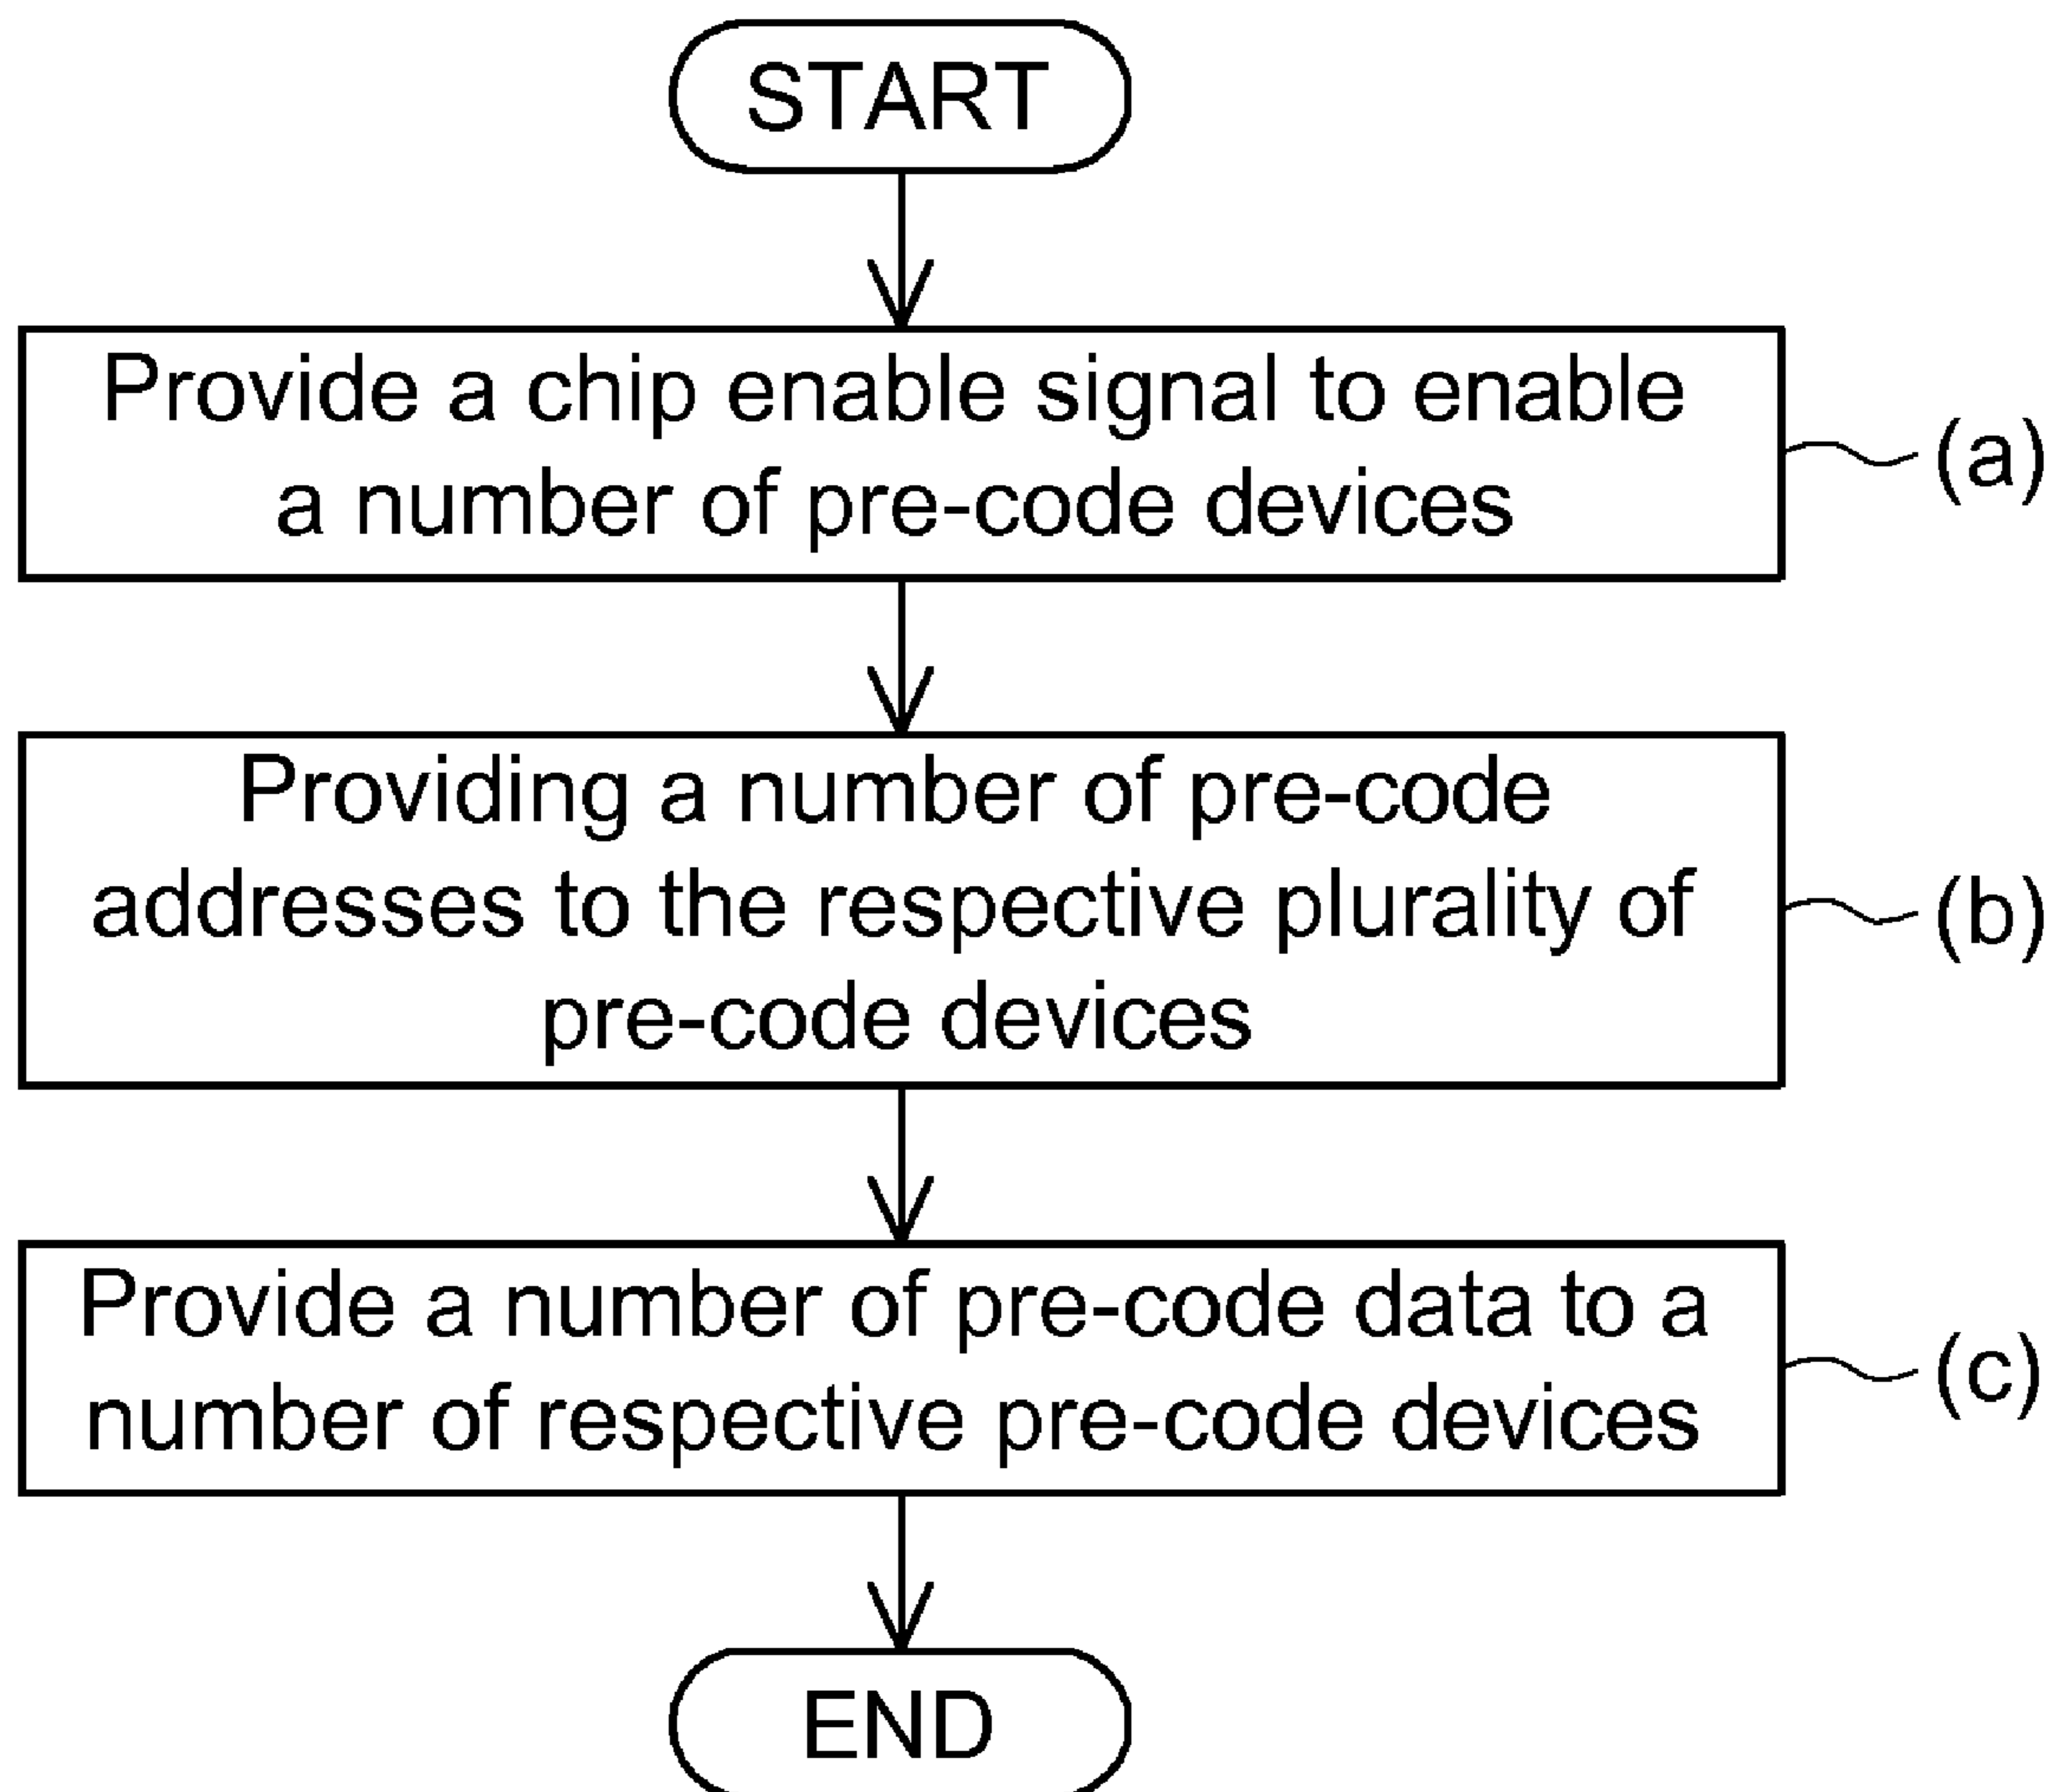 START
Provide a chip enable signal to enable
a number of pre-code devices
(a)
Providing a number of pre-code
addresses to the respective plurality of
pre-code devices
(b)
Provide a number of pre-code data to a
number of respective pre-code devices
(c)
END